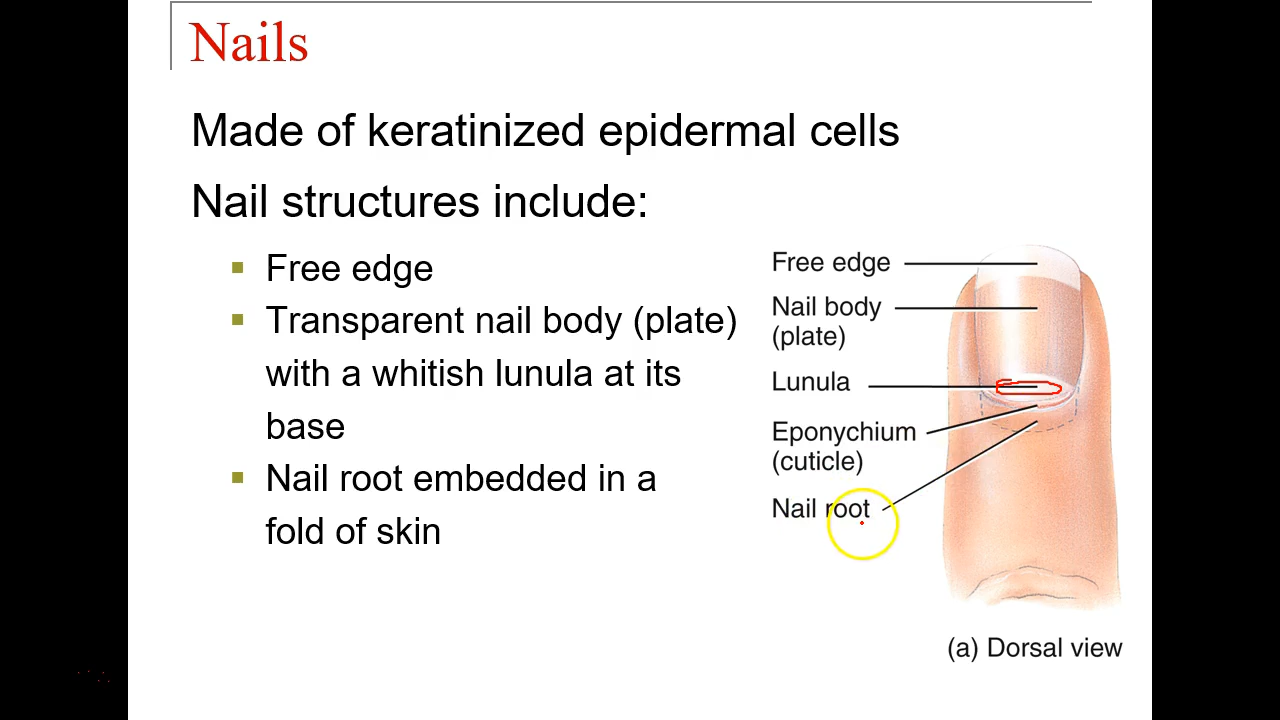 Nails
Made of keratinized epidermal cells
Nail structures include:
Free edge
Transparent nail body (plate)
with a whitish lunula at its
base
Nail root embedded in a
fold of skin
Free edge
Nail body
(plate)
Lunula
Eponychium
(cuticle)
Nail root
(a) Dorsal view